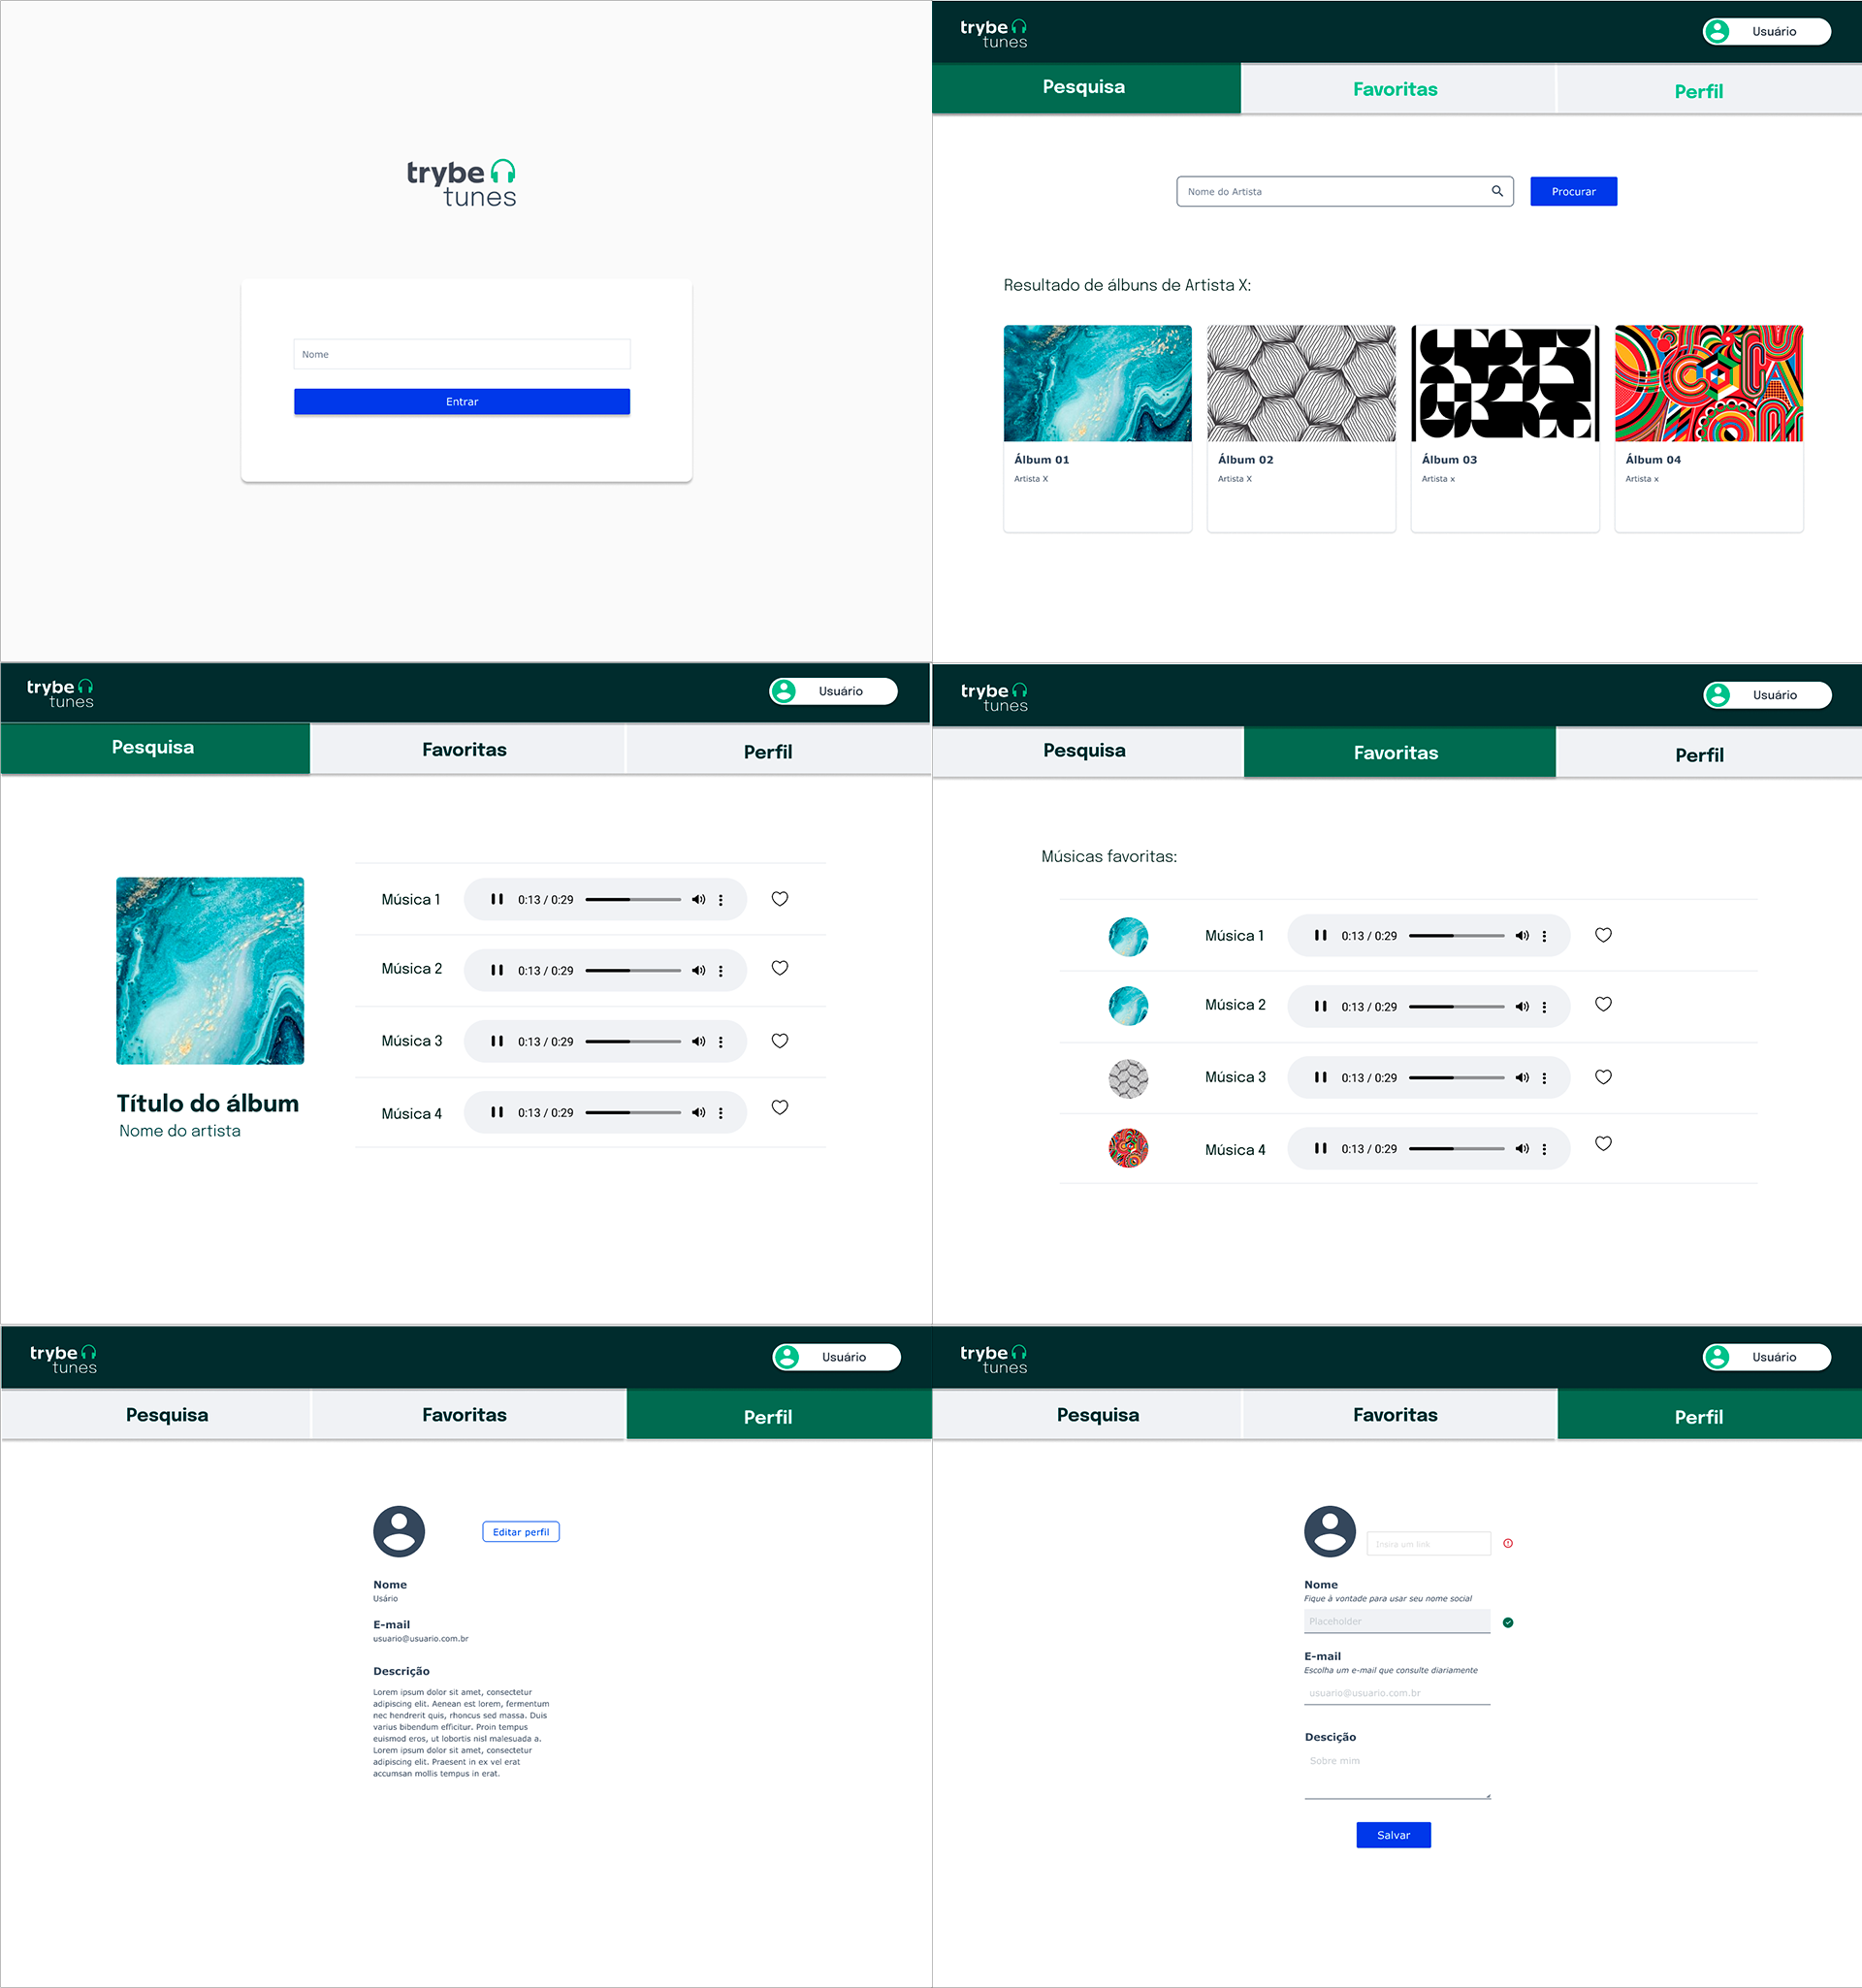 trybe
tunes
Nome
Entrar
trybe
tunes
Usuário
Pesquisa
Favoritas
Perfil
Nome do Artista
Procurar
Resultado de álbuns de Artista X:
Álbum 01
Artista X
Álbum 02
Artista X
Álbum 03
Artista x
Álbum 04
Artista x
trybe
tunes
Usuário
Pesquisa
Favoritas
Perfil
Música 1
0:13 / 0:29
Música 2
0:13 / 0:29
Música 3
0:13 / 0:29
Música 4
0:13 / 0:29
Título do álbum
Nome do artista
trybe
tunes
Usuário
Pesquisa
Favoritas
Perfil
Músicas favoritas:
Música 1
0:13 / 0:29
Música 2
0:13 / 0:29
Música 3
0:13 / 0:29
Música 4
0:13 / 0:29
trybe
tunes
Usuário
Pesquisa
Favoritas
Perfil
Editar perfil
Nome
Usário
E-mail
usuario@usuario.com.br
Descrição
Lorem ipsum dolor sit amet, consectetur
adipiscing elit. Aenean est lorem, fermentum
nec hendrerit quis, rhoncus sed massa. Duis
varius bibendum efficitur. Proin tempus
euismod eros, ut lobortis nisl malesuada a.
Lorem ipsum dolor sit amet, consectetur
adipiscing elit. Praesent in ex vel erat
accumsan mollis tempus in erat.
trybe
tunes
Usuário
Pesquisa
Favoritas
Perfil
Insira um link
Nome
Fique à vontade para usar seu nome social
Placeholder
E-mail
Escolha um e-mail que consulte diariamente
usuario@usuario.com.br
Descição
Sobre mim
Salvar